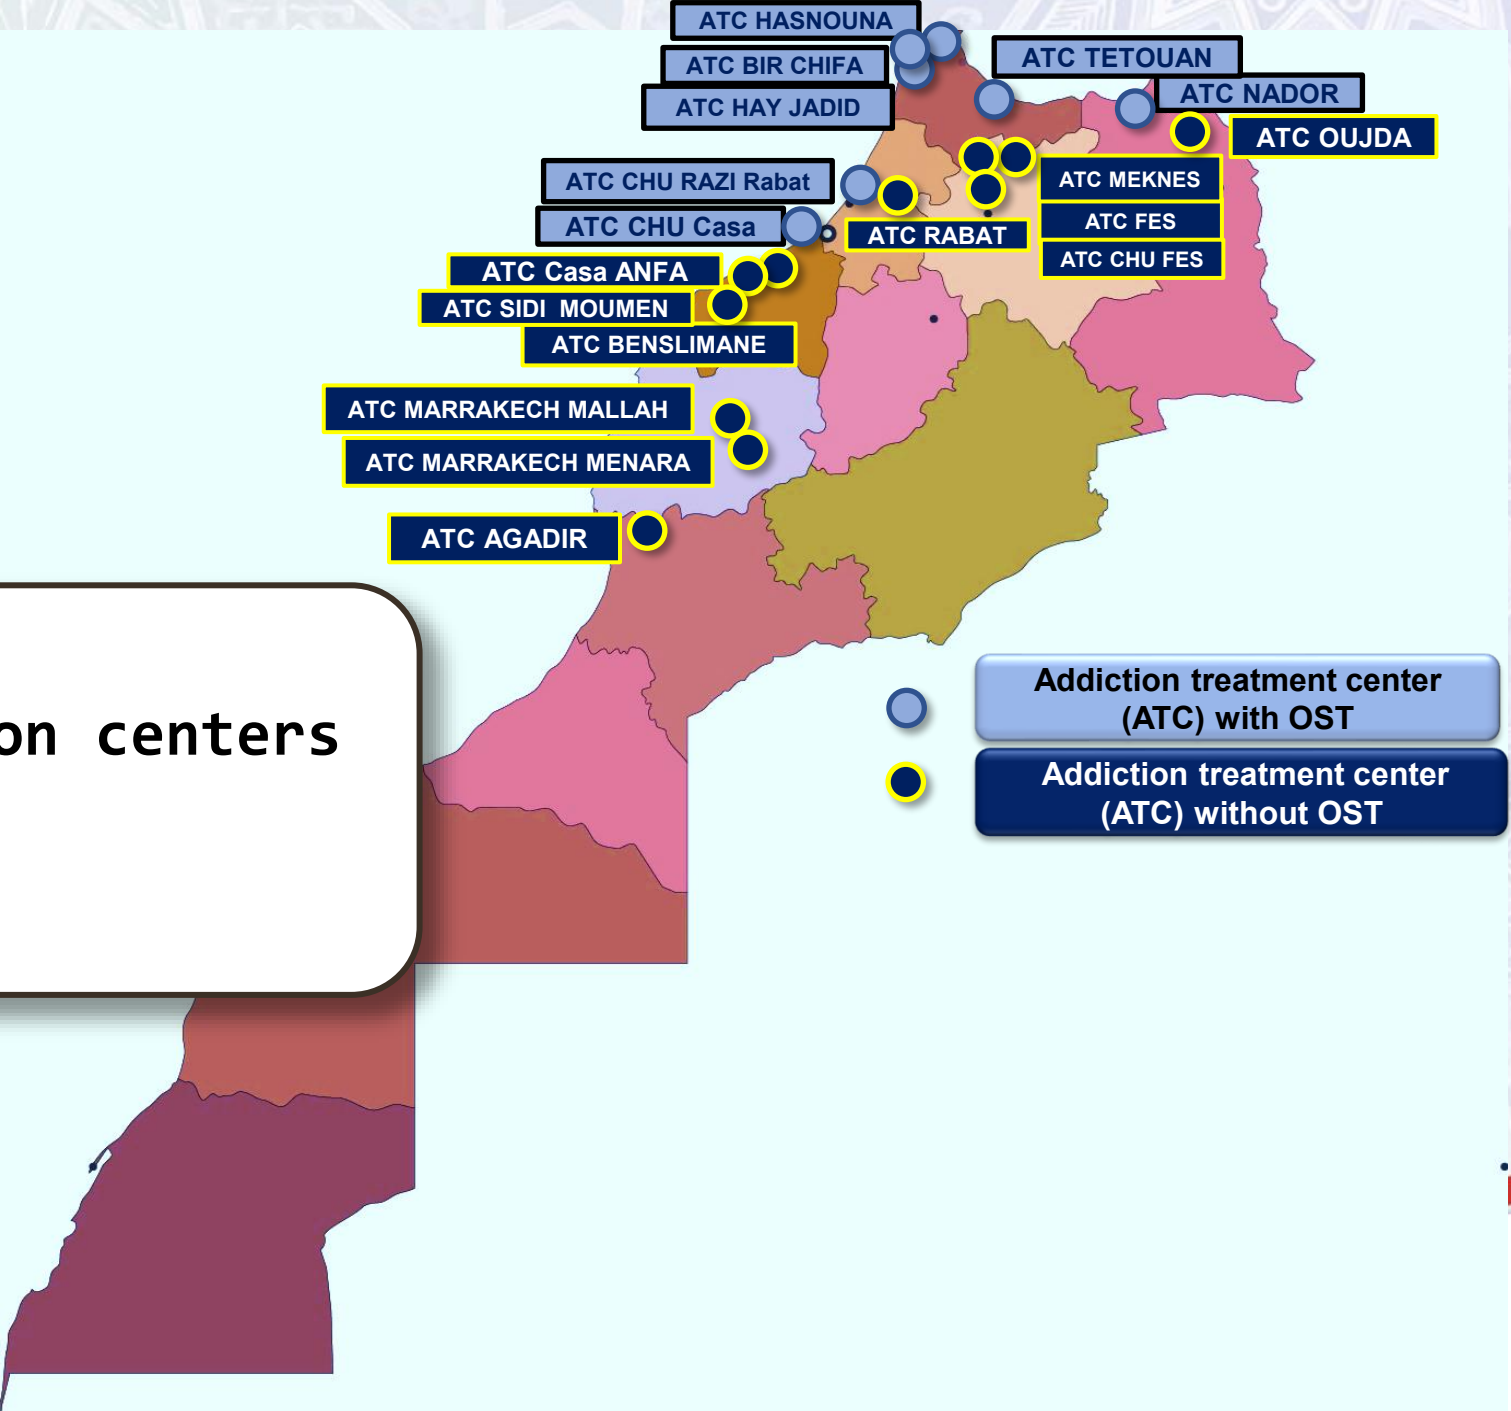 ATC HASNOUNA
ATC BIR CHIFA
ATC HAY JADID
ATC TETOUAN
ATC NADOR
ATC OUJDA
ATC CHU RAZI Rabat
ATC CHU Casa
ATC RABAT
ATC MEKNES
ATC FES
ATC CHU FES
ATC Casa ANFA
ATC SIDI MOUMEN
ATC BENSLIMANE
ATC MARRAKECH MALLAH
ATC MARRAKECH MENARA
ATC AGADIR
on centers
Addiction treatment center
(ATC) with OST
Addiction treatment center
(ATC) without OST